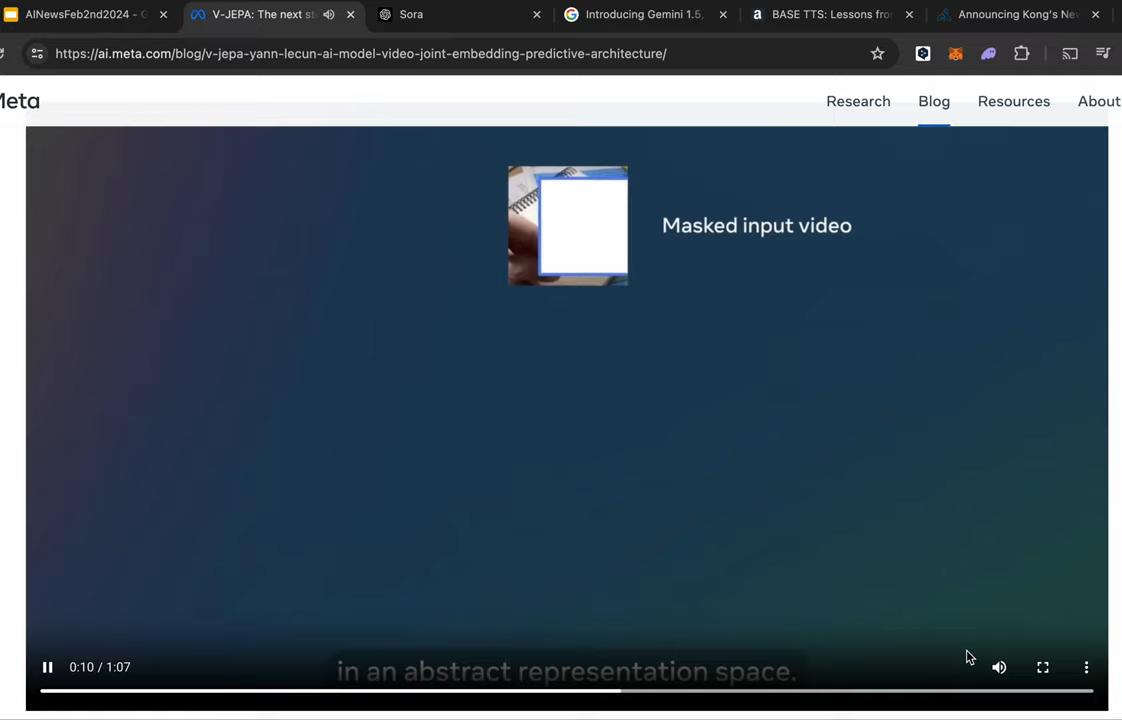 AINewsFeb2nd2024 - G
V-JEPA: The next st
Sora
Introducing Gemini 1.5,
BASE TTS: Lessons fro
Announcing Kong's New
https://ai.meta.com/blog/v-jepa-yann-lecun-ai-model-video-joint-embedding-predictive-architecture/
Meta
Research
Blog
Resources
About
Masked input video
in an abstract representation space.
0:10 / 1:07